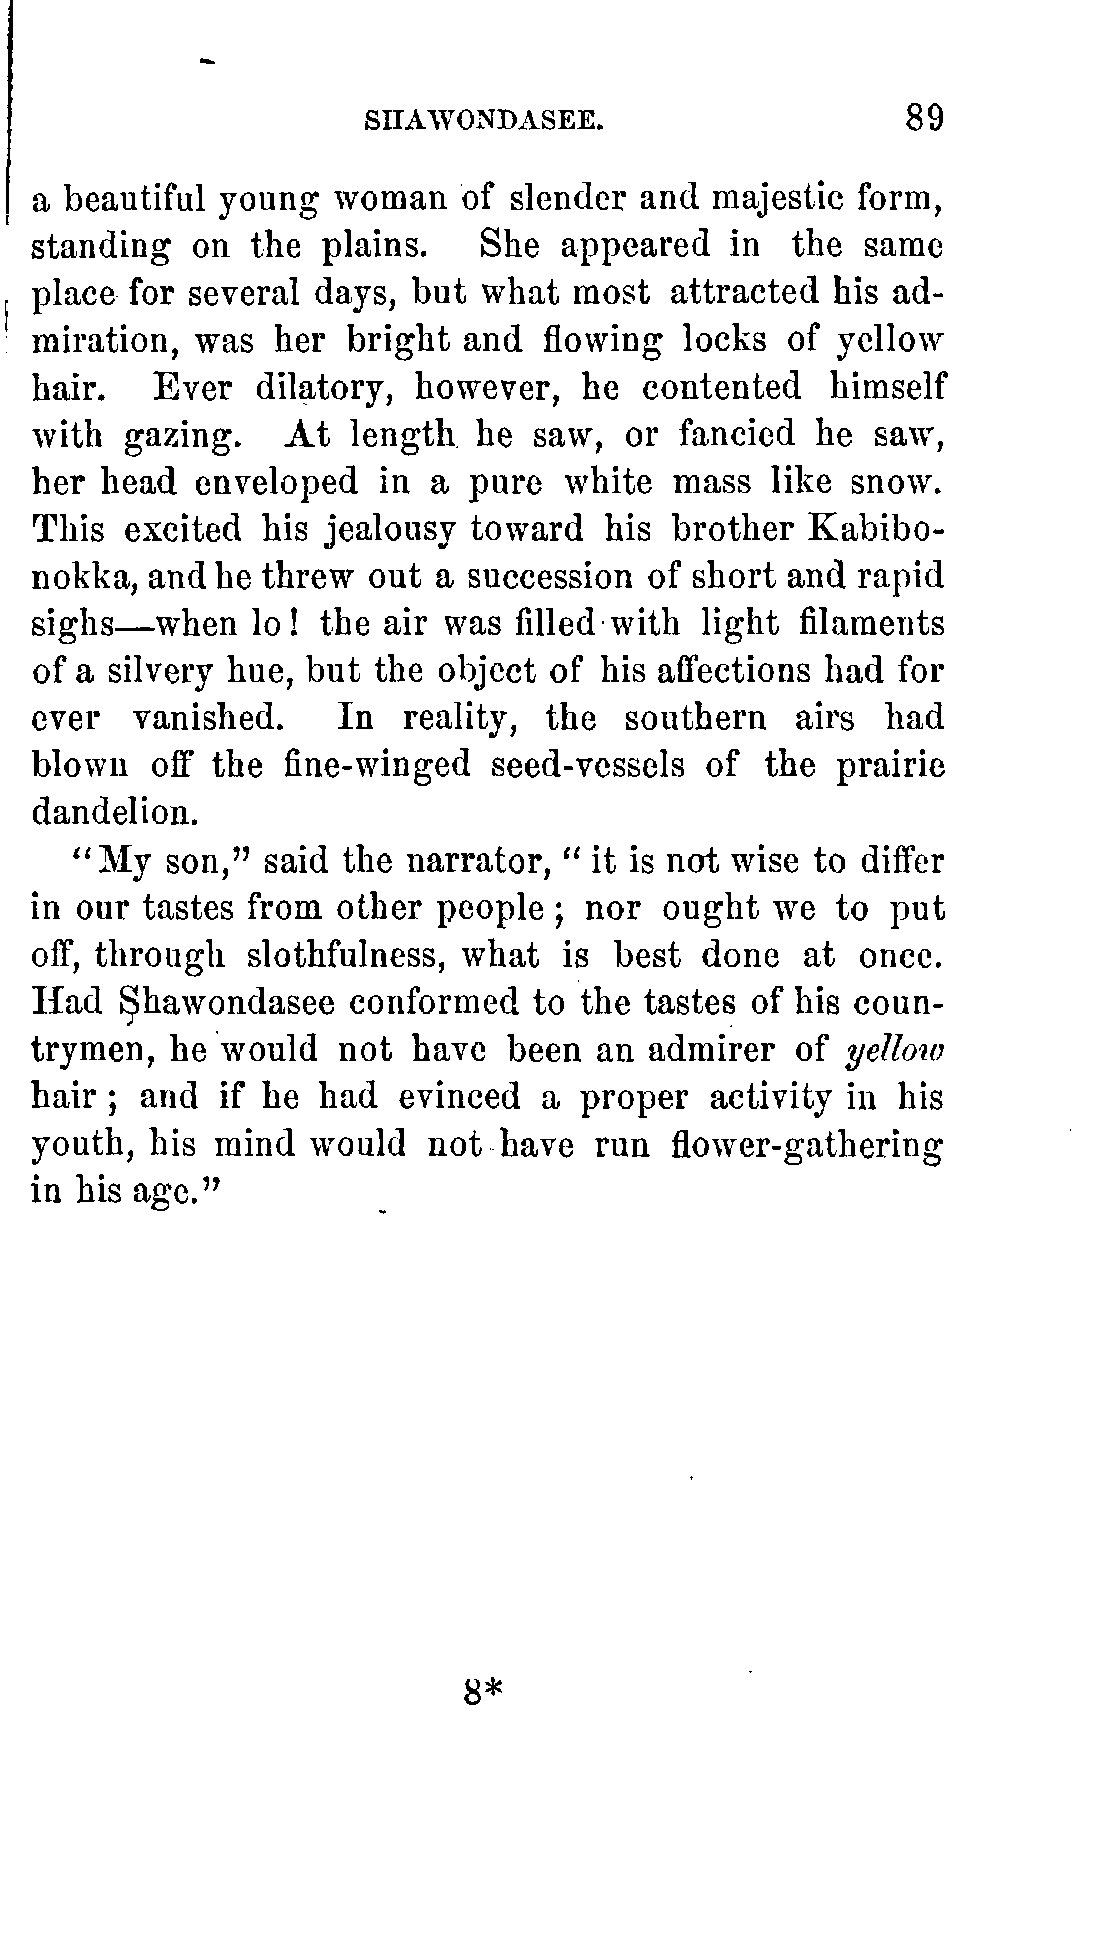 SHAWONDASEE. 89
a beautiful young woman of slender and majestic form,
standing on the plains. She appeared in the same
place for several days, but what most attracted his ad-
miration, was her bright and flowing locks of yellow
hair. Ever dilatory, however, he contented himself
with gazing. At length he saw, or fancied he saw,
her head enveloped in a pure white mass like snow.
This excited his jealousy toward his brother Kabibo-
nokka, and he threw out a succession of short and rapid
sighs—when lo! the air was filled with light filaments
of a silvery hue, but the object of his affections had for
ever vanished. In reality, the southern airs had
blown off the fine-winged seed-vessels of the prairie
dandelion.
"My son," said the narrator, "it is not wise to differ
in our tastes from other people; nor ought we to put
off, through slothfulness, what is best done at once.
Had Shawondasee conformed to the tastes of his coun-
trymen, he would not have been an admirer of yellow
hair; and if he had evinced a proper activity in his
youth, his mind would not have run flower-gathering
in his age."
8*